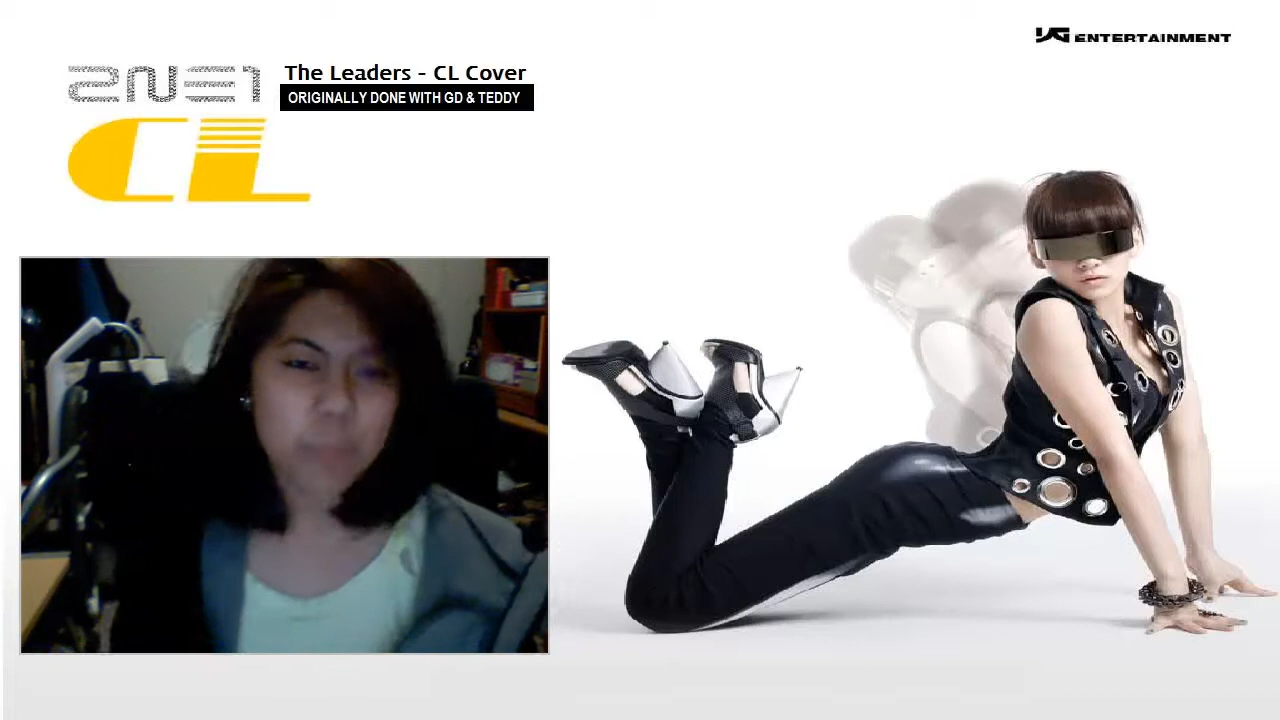 YG ENTERTAINMENT
2NE1
The Leaders - CL Cover
ORIGINALLY DONE WITH GD & TEDDY
CL